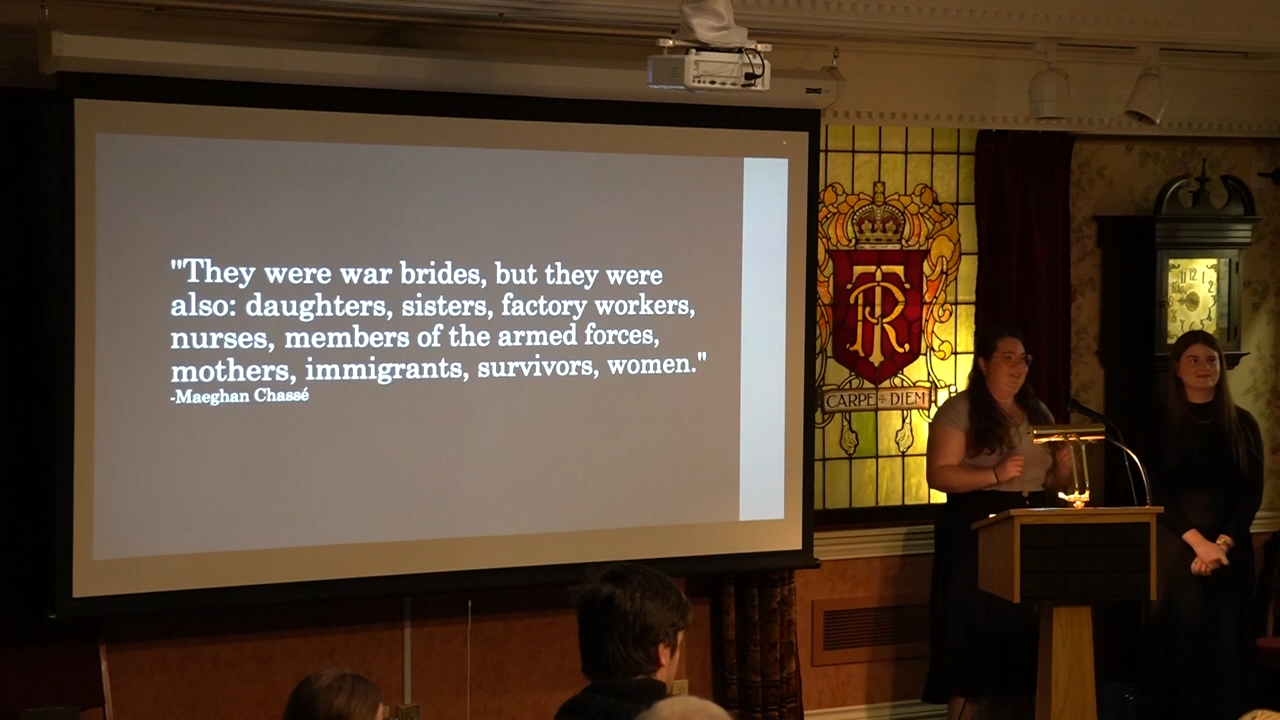 "They were war brides, but they were
also: daughters, sisters, factory workers,
nurses, members of the armed forces,
mothers, immigrants, survivors, women."
-Maeghan Chassé
TR
CARPE DIEM